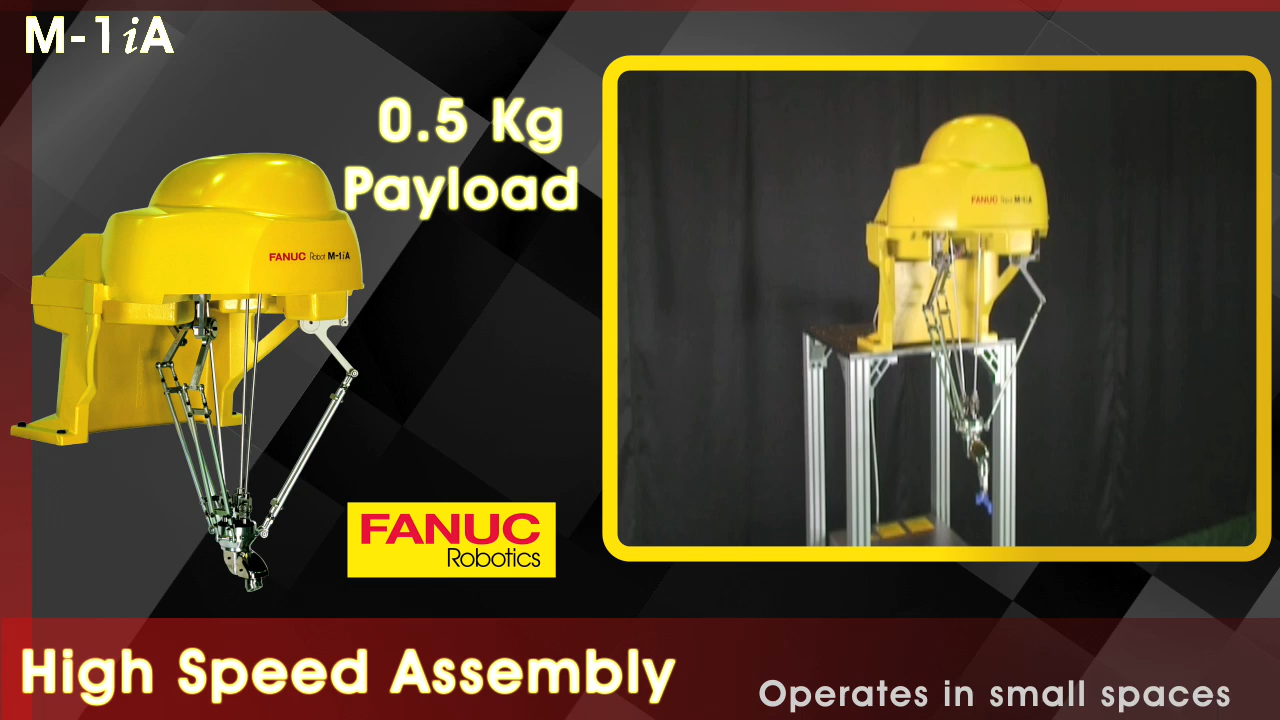 M-1iA
0.5 Kg
Payload
FANUC Robot M-1iA
FANUC Robot M-1iA
FANUC
Robotics
High Speed Assembly
Operates in small spaces